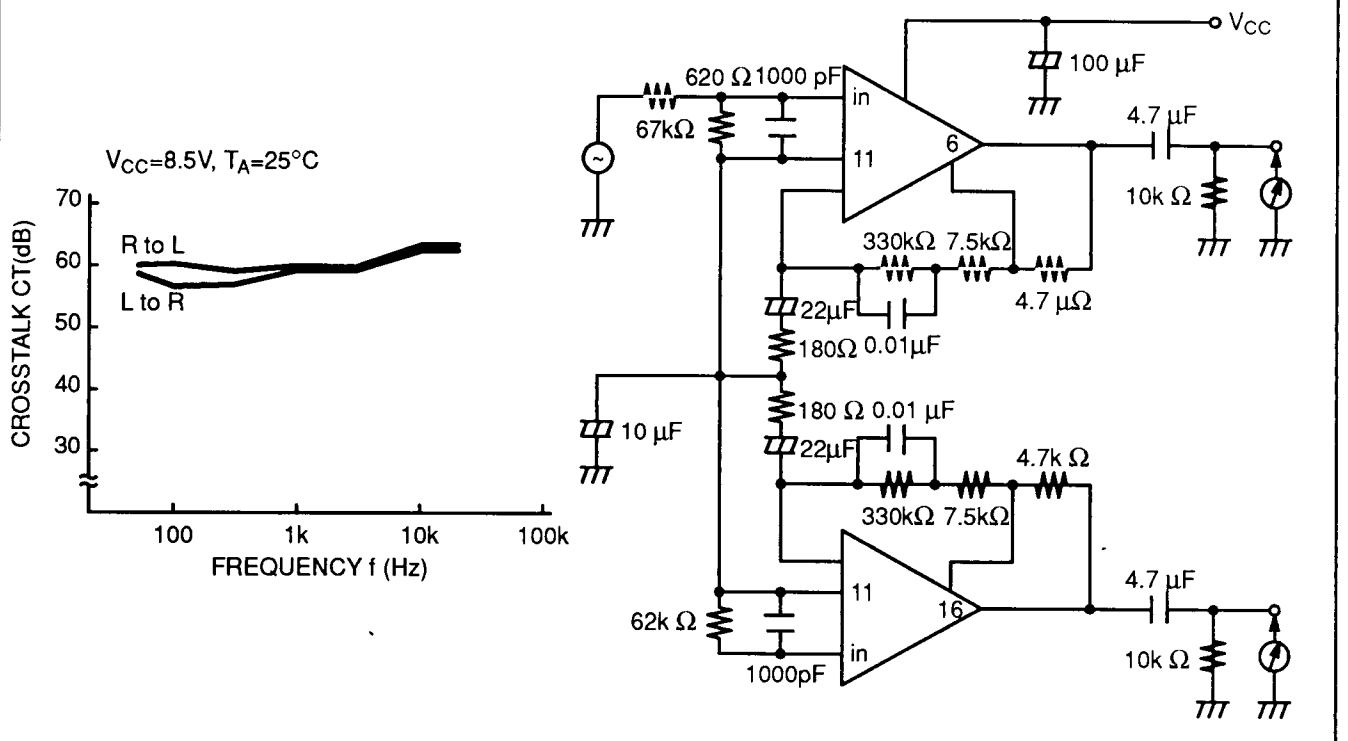 V_CC=8.5V, T_A=25°C
CROSSTALK CT(dB)
70
60
50
40
30
R to L
L to R
100
1k
10k
100k
FREQUENCY f (Hz)
V_CC
100 μF
620 Ω 1000 pF
67kΩ
in
11
6
4.7 μF
10k Ω
~
330kΩ 7.5kΩ
4.7 μΩ
22μF
0.01μF
180Ω
10 μF
180 Ω 0.01 μF
22μF
4.7k Ω
330kΩ 7.5kΩ
11
16
in
62k Ω
1000pF
4.7 μF
10k Ω